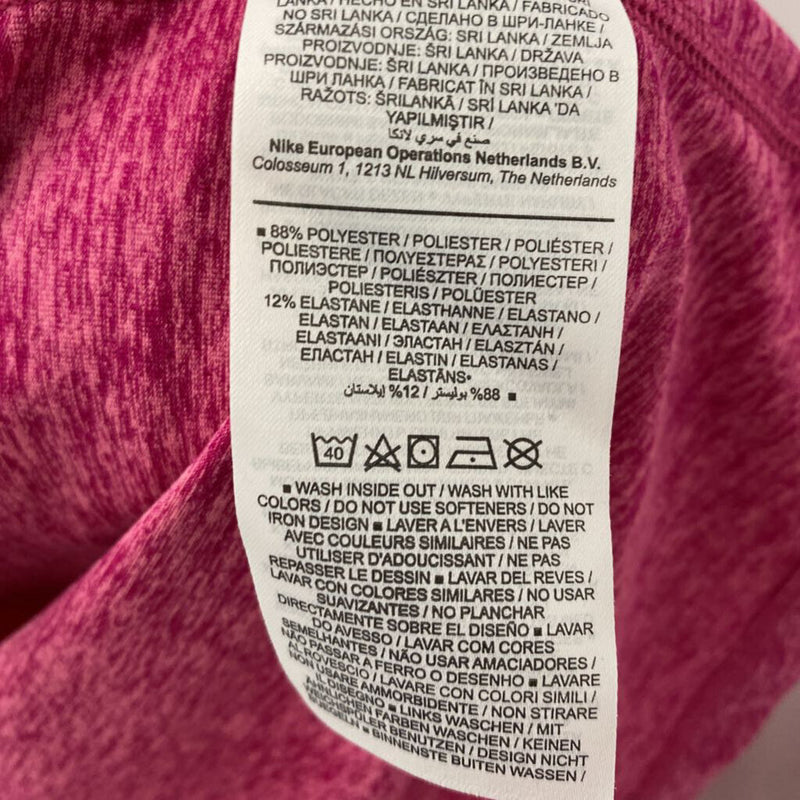 LANKA / HECHO EN SRI LANKA / FABRICADO
NO SRI LANKA / СДЕЛАНО В ШРИ-ЛАНКЕ /
SZÁRMAZÁSI ORSZÁG: SRI LANKA / ZEMLJA
PROIZVODNJE: ŠRI LANKA / DRŽAVA
PROIZVODNJE: ŠRI LANKA / ПРОИЗВЕДЕНО В
ШРИ ЛАНКА / FABRICAT ÎN SRI LANKA /
RAŽOTS: ŠRILANKĀ / SRİ LANKA 'DA
YAPILMIŞTIR /
صنع في سري لانكا
Nike European Operations Netherlands B.V.
Colosseum 1, 1213 NL Hilversum, The Netherlands
■ 88% POLYESTER / POLIESTER / POLIÉSTER /
POLIESTERE / ΠΟΛΥΕΣΤΕΡΑΣ / POLYESTERI /
ПОЛИЭСТЕР / POLIÉSZTER / ПОЛИЕСТЕР /
POLIESTERIS / POLÜESTER
12% ELASTANE / ELASTHANNE / ELASTANO /
ELASTAN / ELASTAAN / ΕΛΑΣΤΑΝΗ /
ELASTAANI / ЭЛАСТАН / ELASZTÁN /
ЕЛАСТАН / ELASTIN / ELASTANAS /
ELASTĀNS•
■ 88% بوليستر / 12% إيلاستان
40
■ WASH INSIDE OUT / WASH WITH LIKE
COLORS / DO NOT USE SOFTENERS / DO NOT
IRON DESIGN ■ LAVER A L'ENVERS / LAVER
AVEC COULEURS SIMILAIRES / NE PAS
UTILISER D'ADOUCISSANT / NE PAS
REPASSER LE DESSIN ■ LAVAR DEL REVES /
LAVAR CON COLORES SIMILARES / NO USAR
SUAVIZANTES / NO PLANCHAR
DIRECTAMENTE SOBRE EL DISEÑO ■ LAVAR
DO AVESSO / LAVAR COM CORES
SEMELHANTES / NÃO USAR AMACIADORES /
NÃO PASSAR A FERRO O DESENHO ■ LAVARE
AL ROVESCIO / LAVARE CON COLORI SIMILI /
NON USARE AMMORBIDENTE / NON STIRARE
IL DISEGNO ■ LINKS WASCHEN / MIT
ÄHNLICHEN FARBEN WASCHEN / KEINEN
WEICHSPÜLER BENUTZEN / DESIGN NICHT
BÜGELN ■ BINNENSTE BUITEN WASSEN /